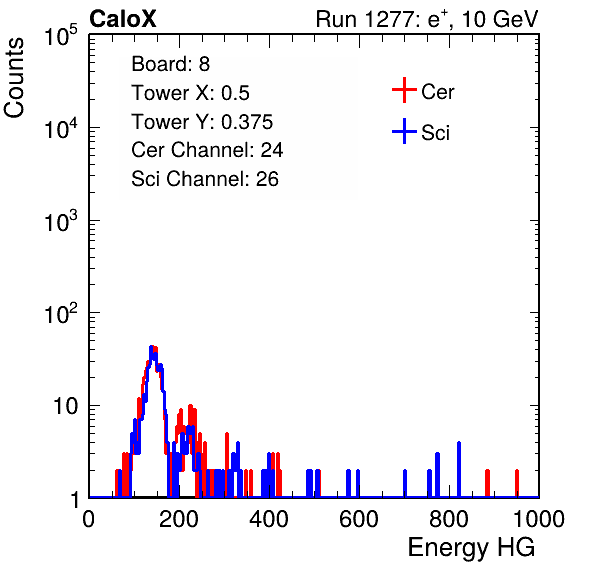 CaloX Run 1277: e⁺, 10 GeV
Counts
Board: 8
Tower X: 0.5
Tower Y: 0.375
Cer Channel: 24
Sci Channel: 26
Cer
Sci
10⁵
10⁴
10³
10²
10
1
0 200 400 600 800 1000
Energy HG